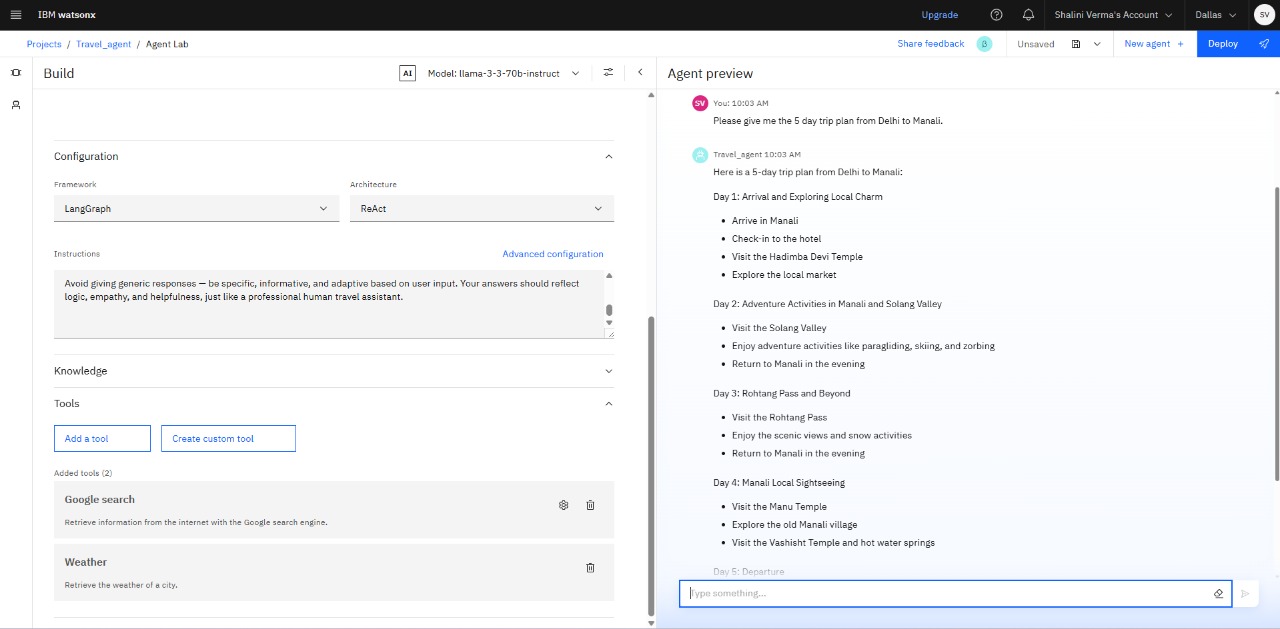 IBM watsonx
Upgrade
Shalini Verma's Account
Dallas
SV
Projects / Travel_agent / Agent Lab
Share feedback
β
Unsaved
New agent +
Deploy
Build
AI
Model: llama-3-3-70b-instruct
Configuration
Framework
Architecture
LangGraph
ReAct
Instructions
Advanced configuration
Avoid giving generic responses — be specific, informative, and adaptive based on user input. Your answers should reflect
logic, empathy, and helpfulness, just like a professional human travel assistant.
Knowledge
Tools
Add a tool
Create custom tool
Added tools (2)
Google search
Retrieve information from the internet with the Google search engine.
Weather
Retrieve the weather of a city.
Agent preview
SV
You: 10:03 AM
Please give me the 5 day trip plan from Delhi to Manali.
Travel_agent 10:03 AM
Here is a 5-day trip plan from Delhi to Manali:
Day 1: Arrival and Exploring Local Charm
• Arrive in Manali
• Check-in to the hotel
• Visit the Hadimba Devi Temple
• Explore the local market
Day 2: Adventure Activities in Manali and Solang Valley
• Visit the Solang Valley
• Enjoy adventure activities like paragliding, skiing, and zorbing
• Return to Manali in the evening
Day 3: Rohtang Pass and Beyond
• Visit the Rohtang Pass
• Enjoy the scenic views and snow activities
• Return to Manali in the evening
Day 4: Manali Local Sightseeing
• Visit the Manu Temple
• Explore the old Manali village
• Visit the Vashisht Temple and hot water springs
Day 5: Departure
Type something...